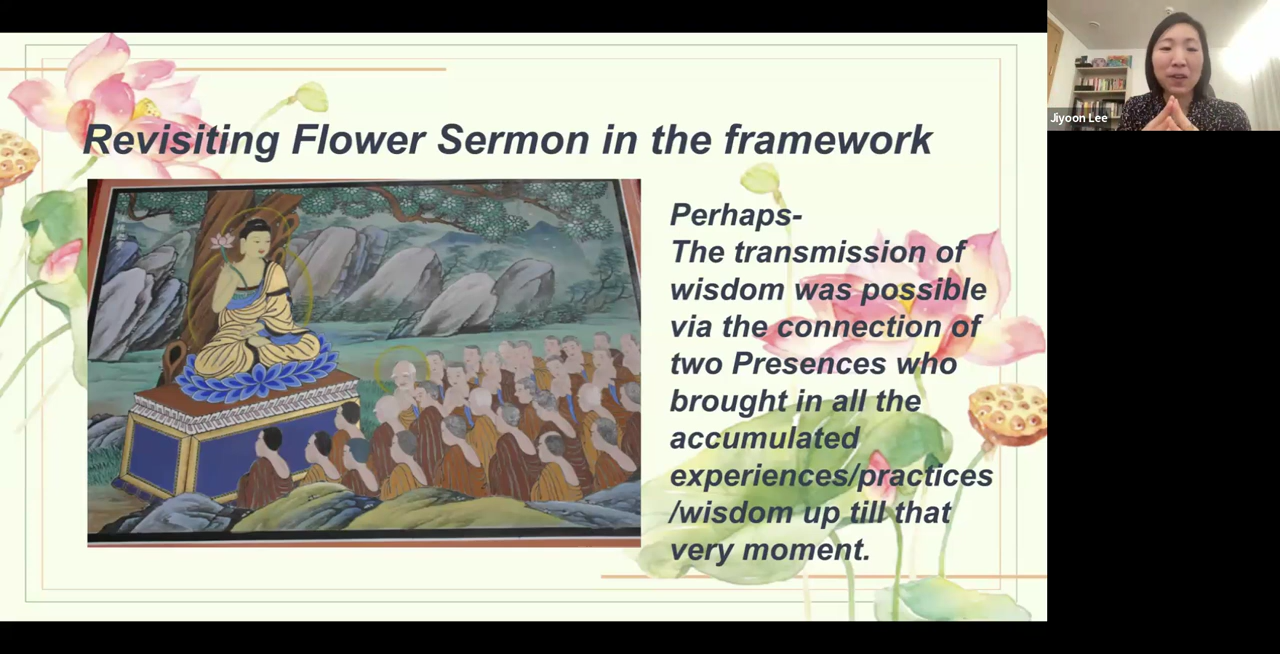 Jiyoon Lee
Revisiting Flower Sermon in the framework
Perhaps-
The transmission of
wisdom was possible
via the connection of
two Presences who
brought in all the
accumulated
experiences/practices
/wisdom up till that
very moment.